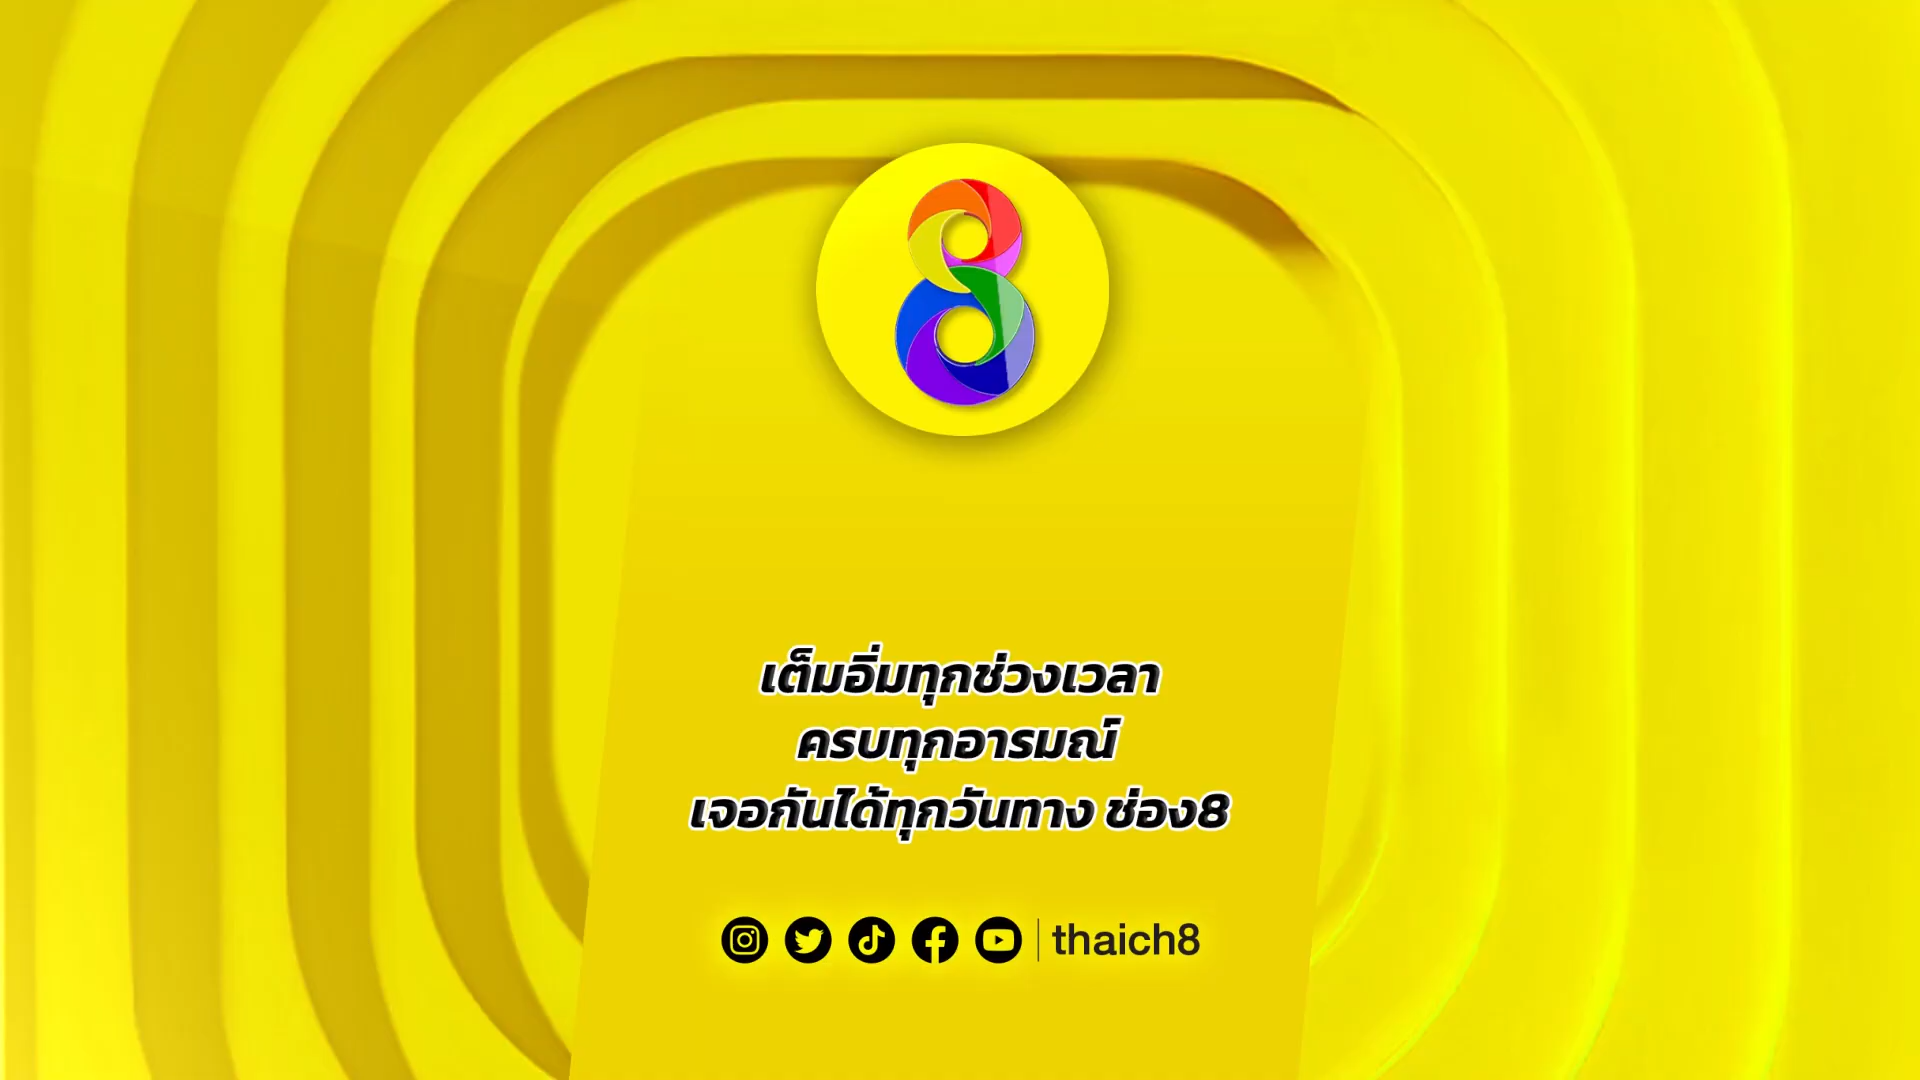 8
เต็มอิ่มทุกช่วงเวลา
ครบทุกอารมณ์
เจอกันได้ทุกวันทาง ช่อง8
thaich8